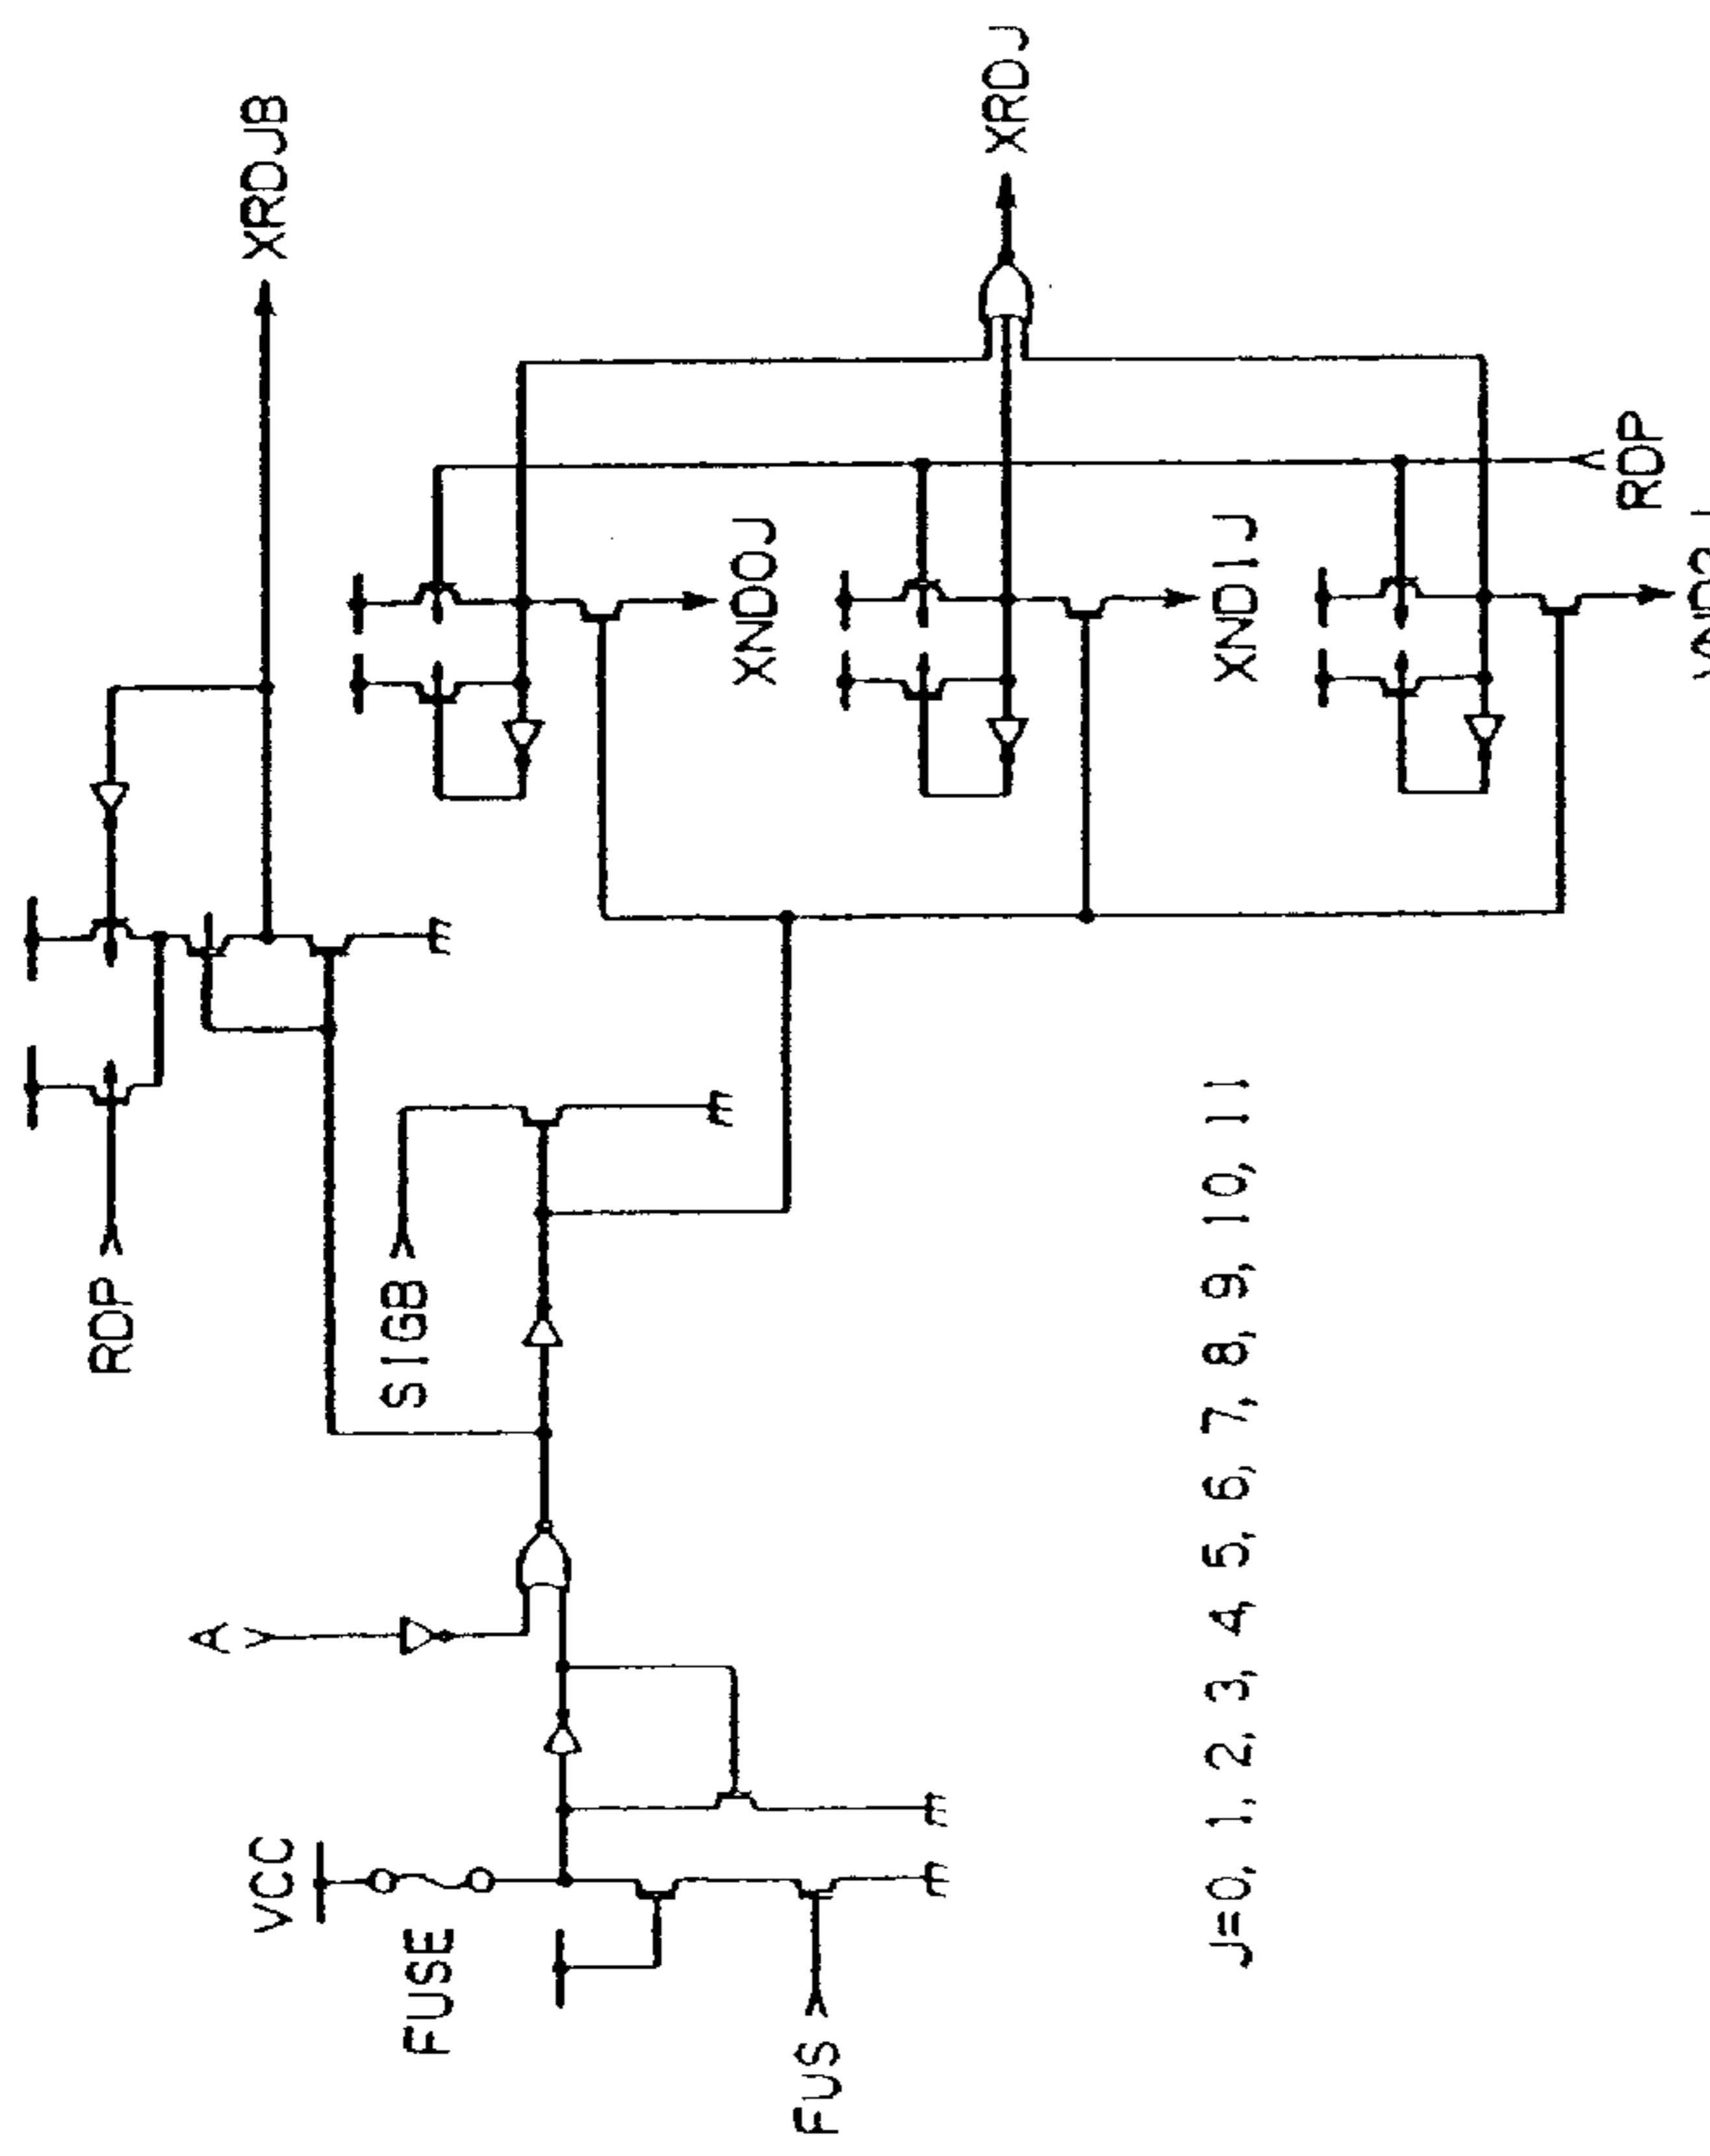 XRDJB
XRDJ
RDP
SIGB
XND0J
XND1J
RDP
A
VCC
FUSE
FUS
J=0, 1, 2, 3, 4, 5, 6, 7, 8, 9, 10, 11